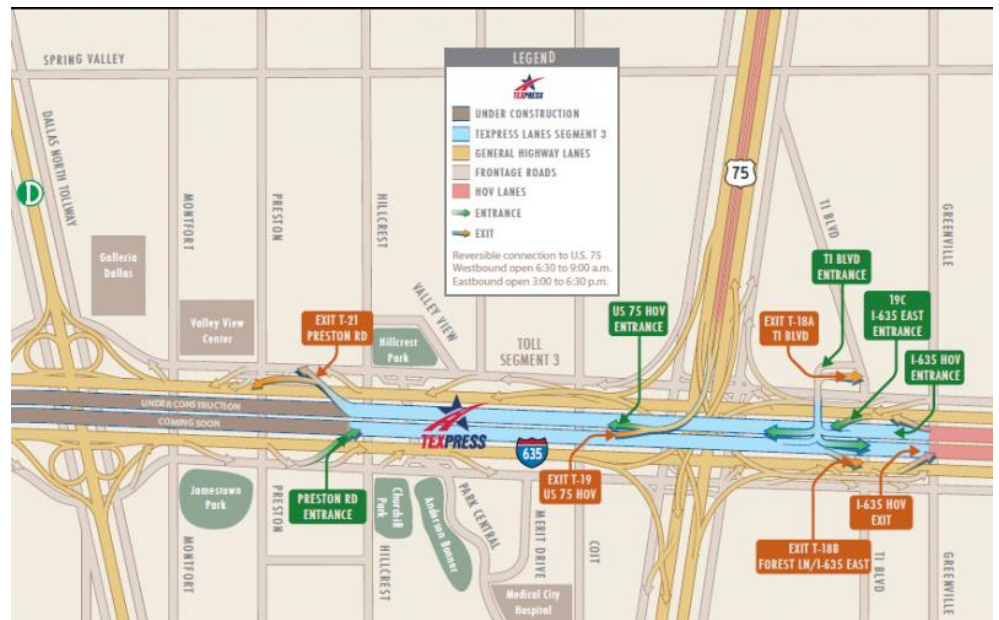 SPRING VALLEY
DALLAS NORTH TOLLWAY
MONTFORT
PRESTON
HILLCREST
LEGEND
TEXPRESS
UNDER CONSTRUCTION
TEXPRESS LANES SEGMENT 3
GENERAL HIGHWAY LANES
FRONTAGE ROADS
HOV LANES
ENTRANCE
EXIT
Reversible connection to U.S. 75
Westbound open 6:30 to 9:00 a.m.
Eastbound open 3:00 to 6:30 p.m.
75
TI BLVD
GREENVILLE
D
Galleria
Dallas
Valley View
Center
EXIT T-21
PRESTON RD
Hillcrest
Park
VALLEY VIEW
TOLL
SEGMENT 3
US 75 HOV
ENTRANCE
EXIT T-18A
TI BLVD
TI BLVD
ENTRANCE
19C
I-635 EAST
ENTRANCE
I-635 HOV
ENTRANCE
UNDER CONSTRUCTION
COMING SOON
TEXPRESS
635
Jamestown
Park
PRESTON RD
ENTRANCE
EXIT T-19
US 75 HOV
I-635 HOV
EXIT
EXIT T-18B
FOREST LN/I-635 EAST
MONTFORT
PRESTON
HILLCREST
Churchill
Park
Anderson Bonner
PARK CENTRAL
MERIT DRIVE
COIT
Medical City
Hospital
TI BLVD
GREENVILLE